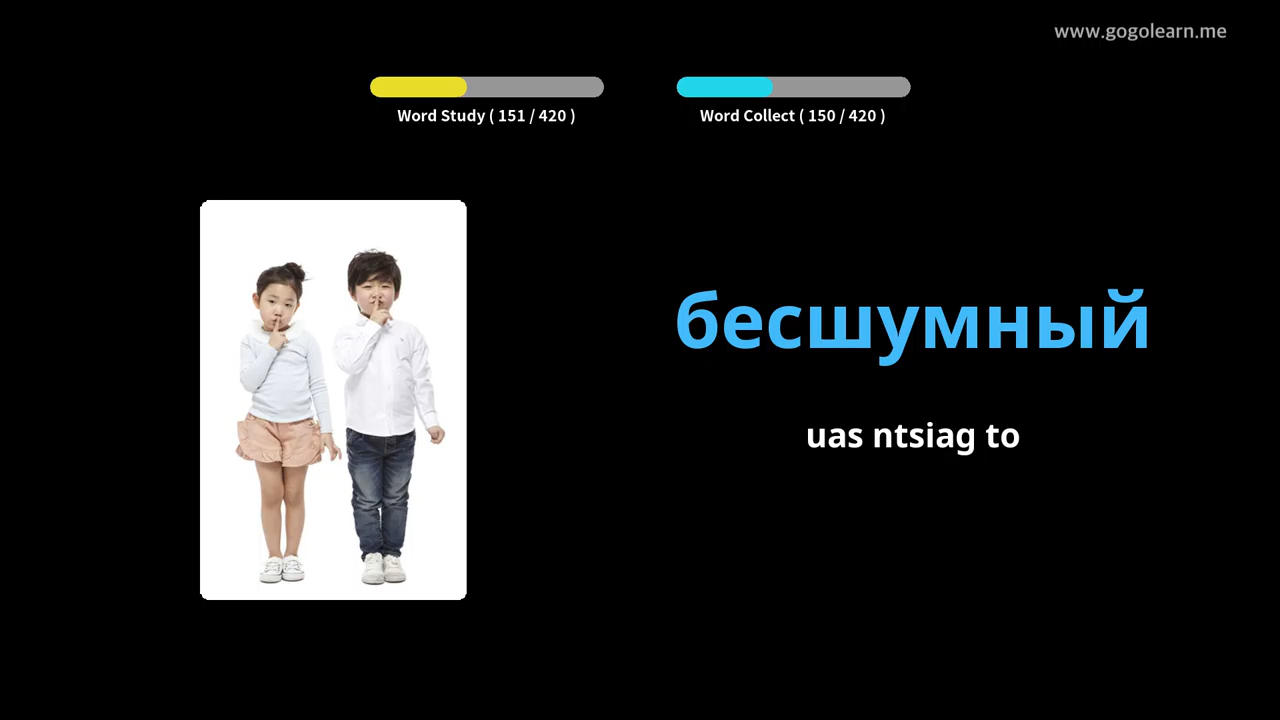 www.gogolearn.me
Word Study ( 151 / 420 )
Word Collect ( 150 / 420 )
бесшумный
uas ntsiag to